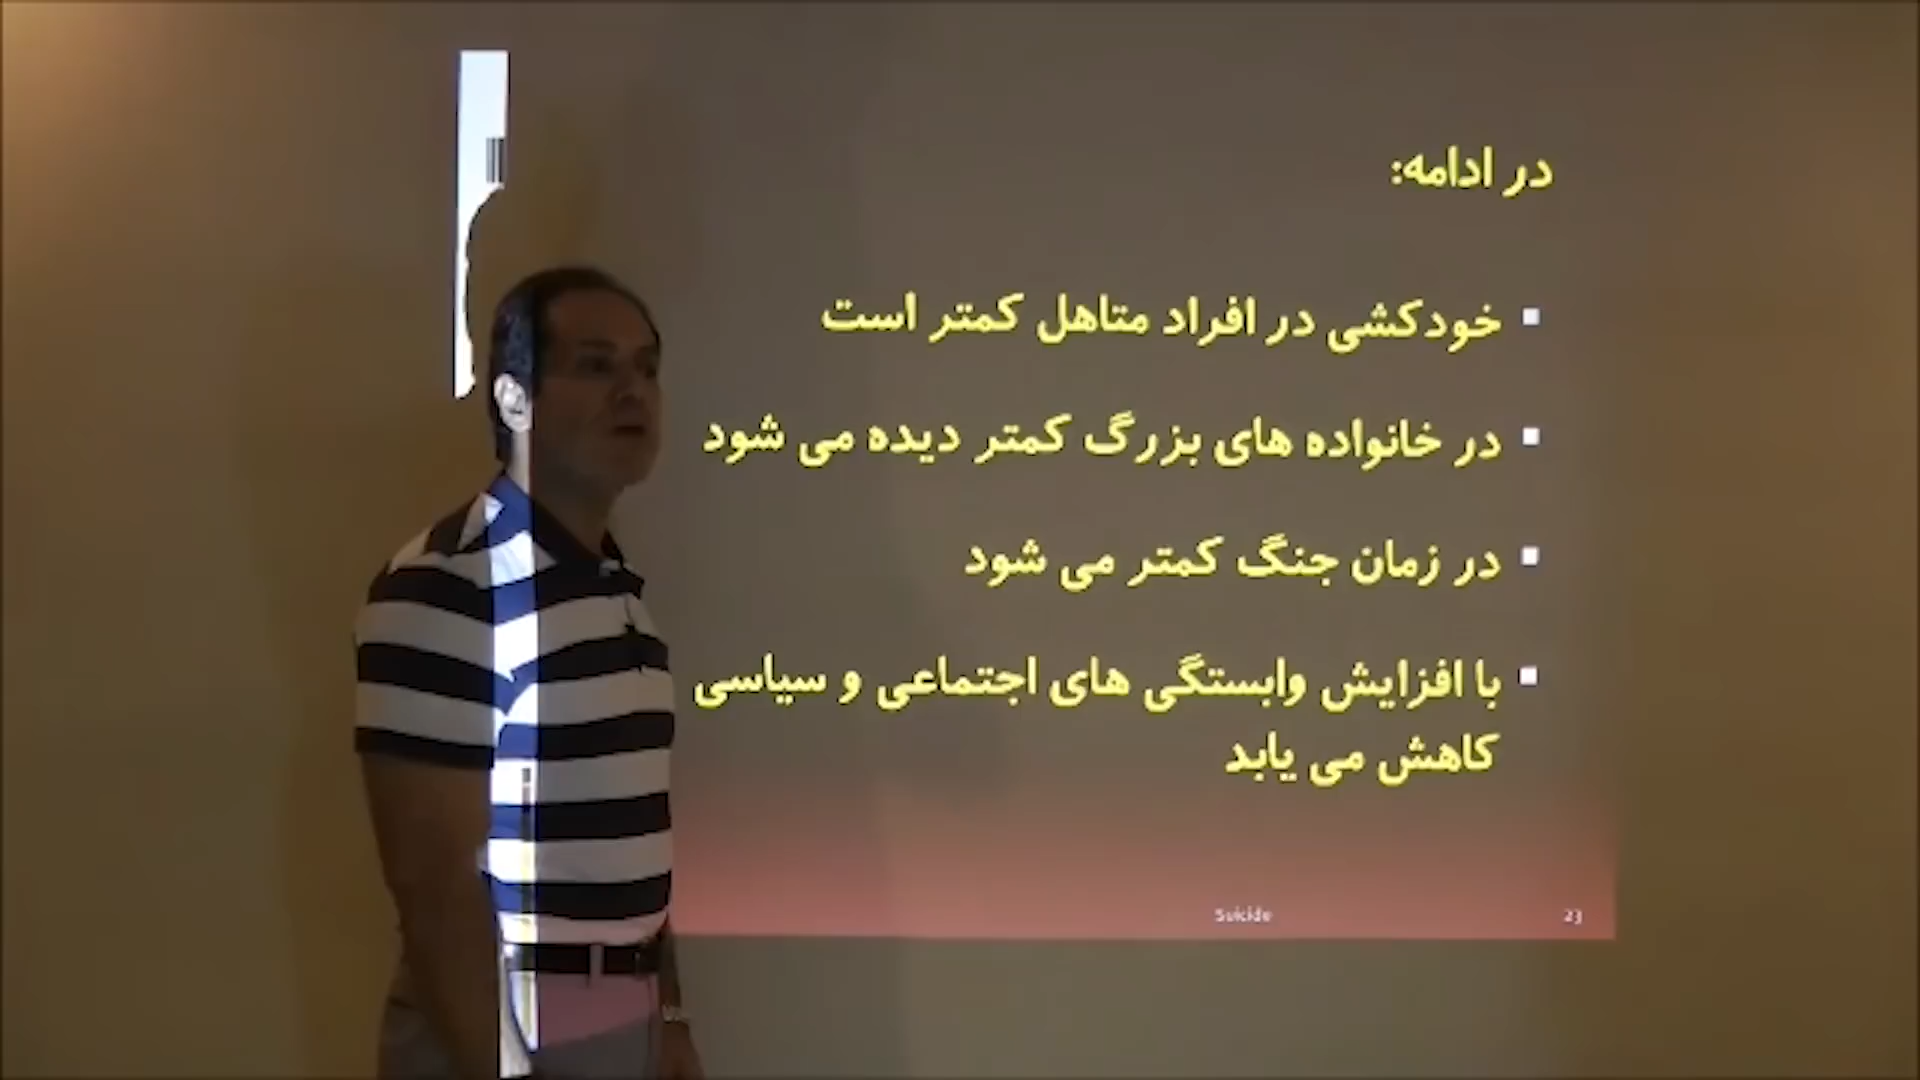 در ادامه:
خودکشی در افراد متاهل کمتر است
در خانواده های بزرگ کمتر دیده می شود
در زمان جنگ کمتر می شود
با افزایش وابستگی های اجتماعی و سیاسی
کاهش می یابد
Suicide
23